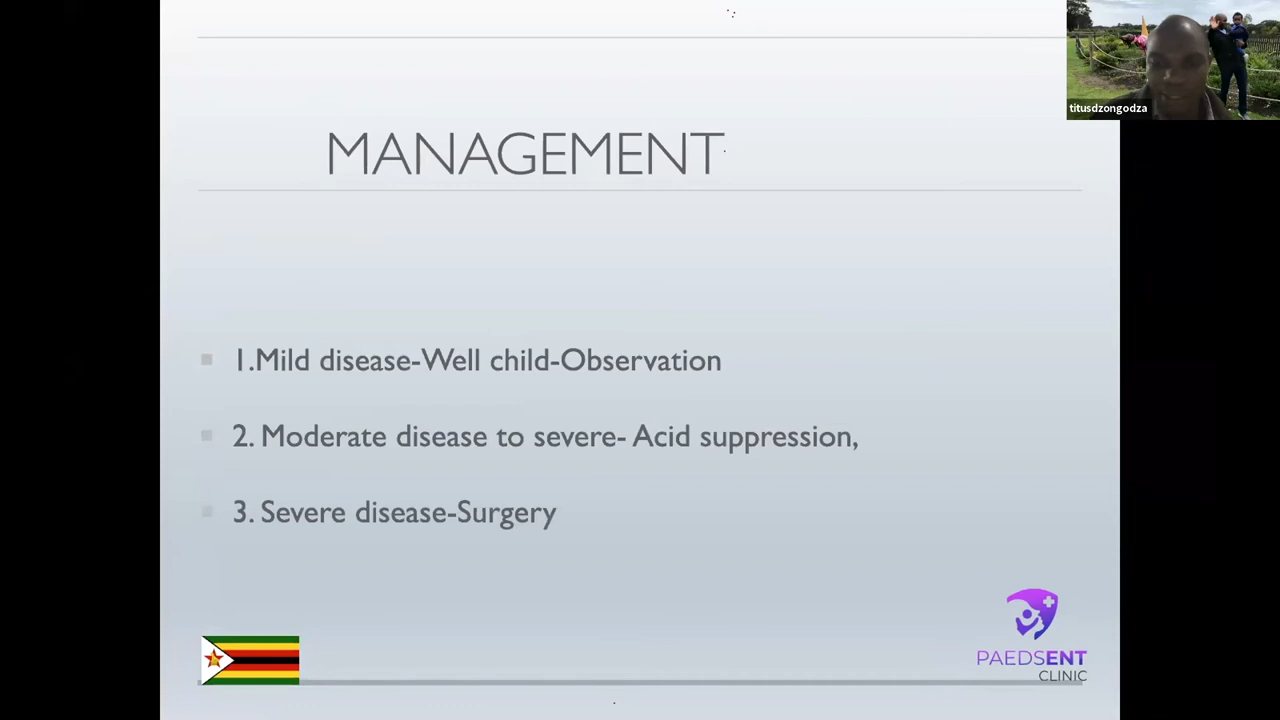 titusdzongodza
MANAGEMENT
1.Mild disease-Well child-Observation
2. Moderate disease to severe- Acid suppression,
3. Severe disease-Surgery
PAEDSENT
CLINIC